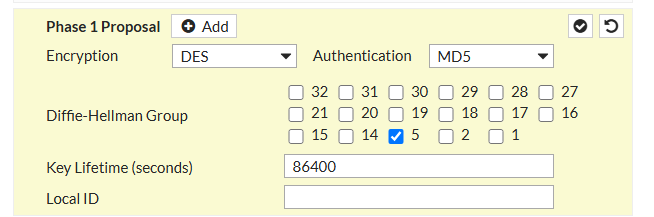 Phase 1 Proposal Add
Encryption DES Authentication MD5
32 31 30 29 28 27
Diffie-Hellman Group 21 20 19 18 17 16
15 14 5 2 1
Key Lifetime (seconds) 86400
Local ID